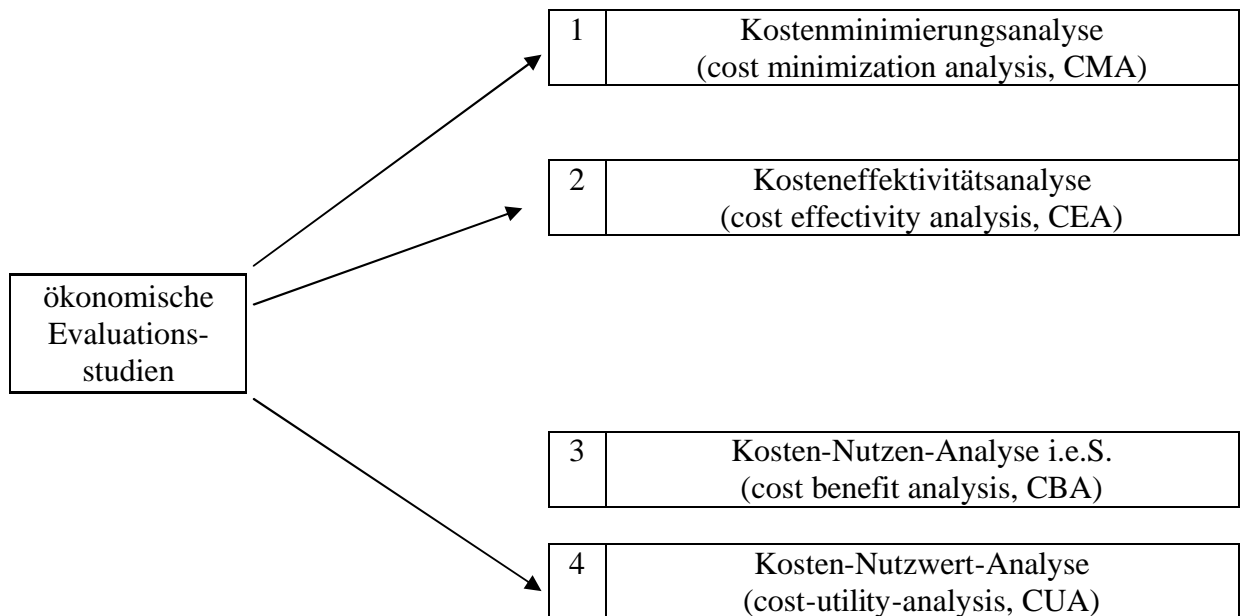 1 Kostenminimierungsanalyse
(cost minimization analysis, CMA)
2 Kosteneffektivitätsanalyse
(cost effectivity analysis, CEA)
ökonomische
Evaluations-
studien
3 Kosten-Nutzen-Analyse i.e.S.
(cost benefit analysis, CBA)
4 Kosten-Nutzwert-Analyse
(cost-utility-analysis, CUA)